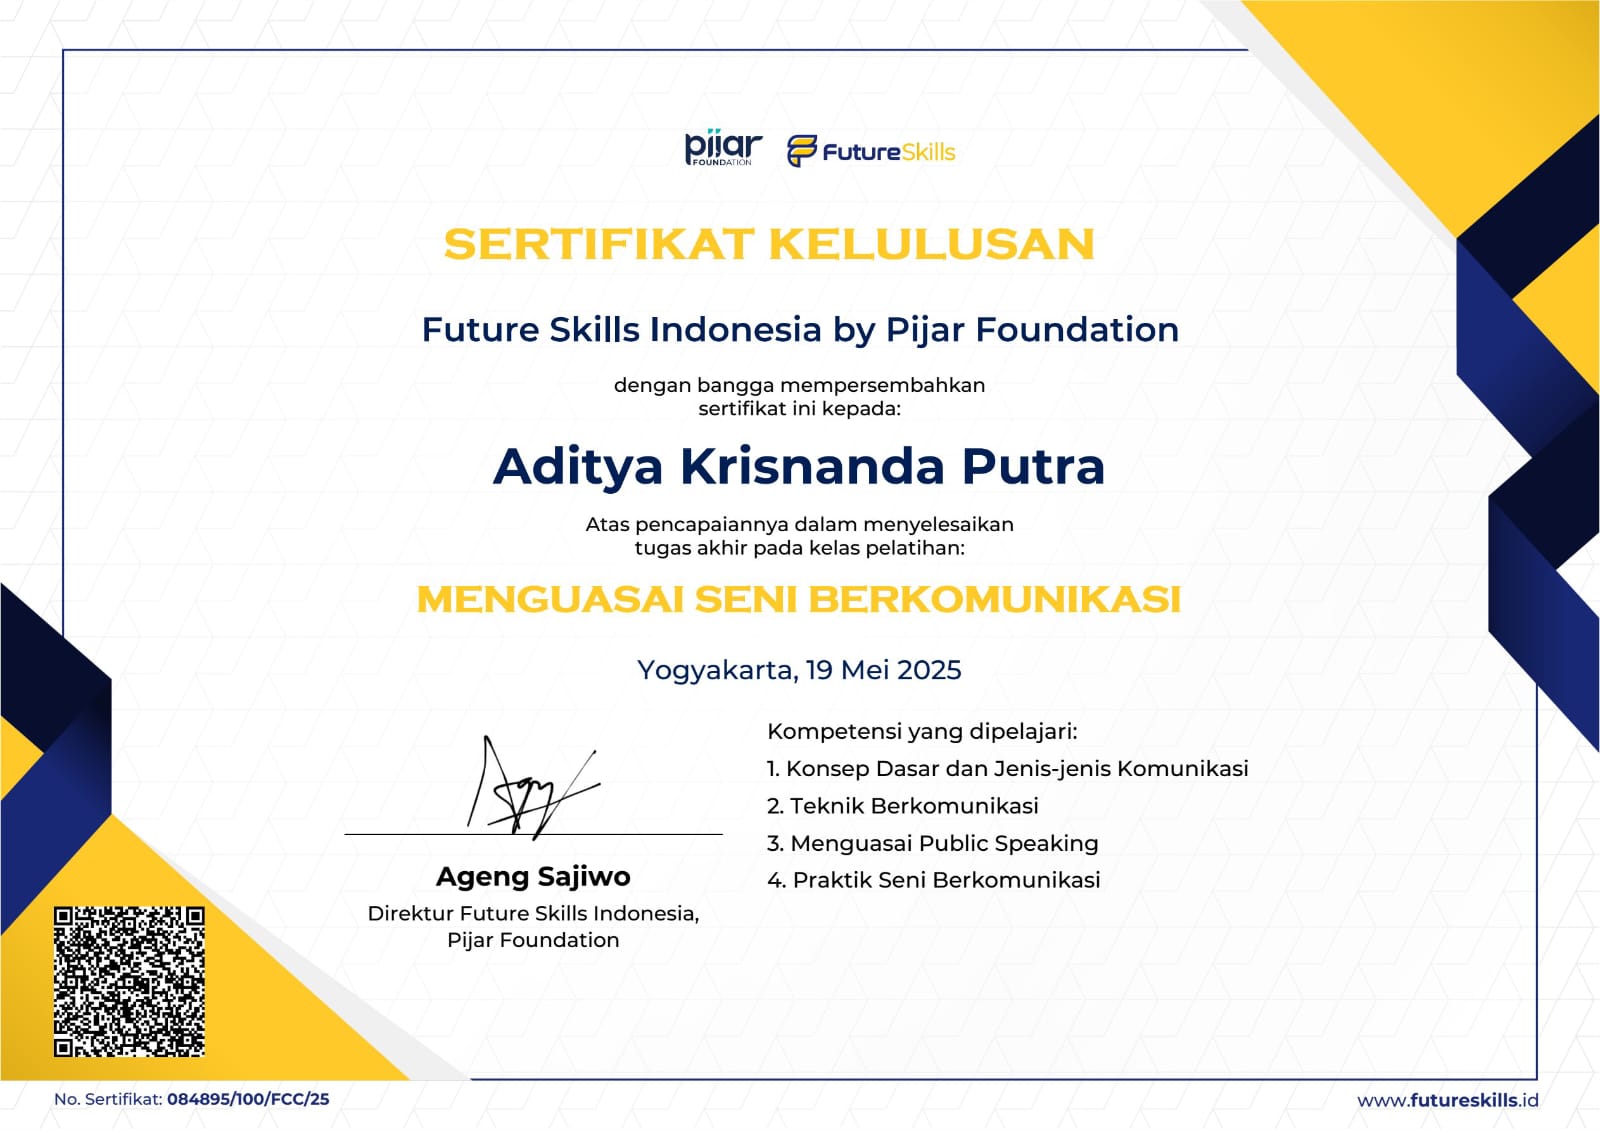 pijar FOUNDATION FutureSkills
SERTIFIKAT KELULUSAN
Future Skills Indonesia by Pijar Foundation
dengan bangga mempersembahkan
sertifikat ini kepada:
Aditya Krisnanda Putra
Atas pencapaiannya dalam menyelesaikan
tugas akhir pada kelas pelatihan:
MENGUASAI SENI BERKOMUNIKASI
Yogyakarta, 19 Mei 2025
Ageng Sajiwo
Direktur Future Skills Indonesia,
Pijar Foundation
Kompetensi yang dipelajari:
1. Konsep Dasar dan Jenis-jenis Komunikasi
2. Teknik Berkomunikasi
3. Menguasai Public Speaking
4. Praktik Seni Berkomunikasi
No. Sertifikat: 084895/100/FCC/25
www.futureskills.id